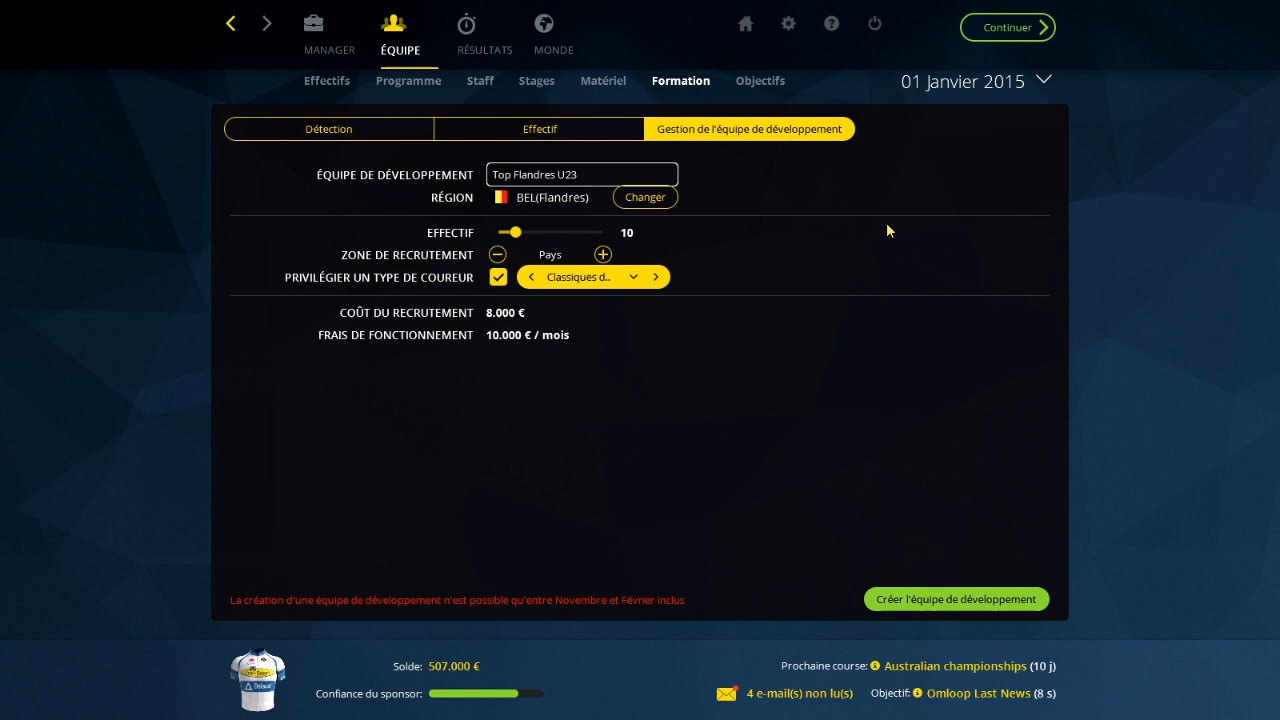 Continuer
MANAGER ÉQUIPE RÉSULTATS MONDE
Effectifs Programme Staff Stages Matériel Formation Objectifs 01 Janvier 2015
Détection Effectif Gestion de l'équipe de développement
ÉQUIPE DE DÉVELOPPEMENT Top Flandres U23
RÉGION BEL(Flandres) Changer
EFFECTIF 10
ZONE DE RECRUTEMENT Pays
PRIVILÉGIER UN TYPE DE COUREUR Classiques d..
COÛT DU RECRUTEMENT 8.000 €
FRAIS DE FONCTIONNEMENT 10.000 € / mois
La création d'une équipe de développement n'est possible qu'entre Novembre et Février inclus Créer l'équipe de développement
Solde: 507.000 € Prochaine course: Australian championships (10 j)
Confiance du sponsor: 4 e-mail(s) non lu(s) Objectif: Omloop Last News (8 s)